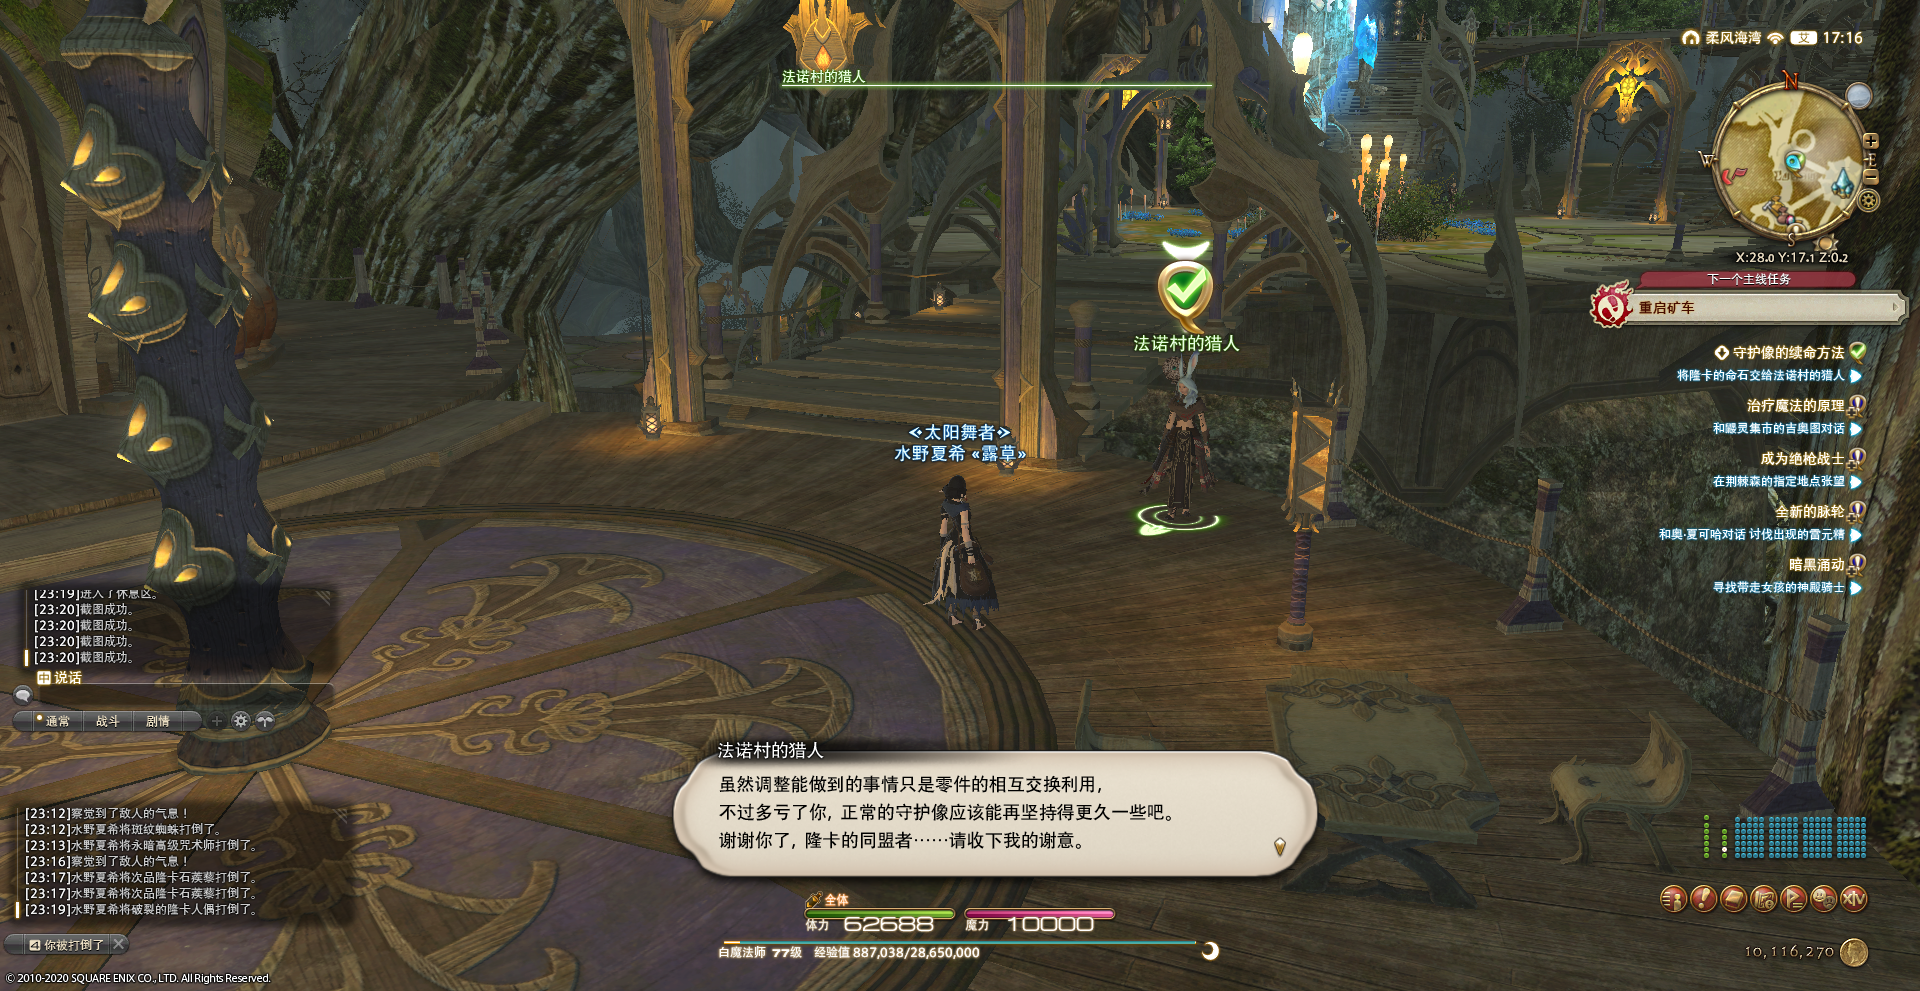 法诺村的猎人
柔风海湾 艾 17:16
N
W
E
S
X:28.0 Y:17.1 Z:0.2
下一个主线任务
重启矿车
守护像的续命方法
将隆卡的命石交给法诺村的猎人
治疗魔法的原理
和鼹灵集市的吉奥图对话
成为绝枪战士
在荆棘森的指定地点张望
全新的脉轮
和奥·夏可哈对话 讨伐出现的雷元精
暗黑涌动
寻找带走女孩的神殿骑士
法诺村的猎人
太阳舞者
水野夏希 «露草»
[23:19]进入了休息区。
[23:20]截图成功。
[23:20]截图成功。
[23:20]截图成功。
[23:20]截图成功。
说话
通常 战斗 剧情
[23:12]察觉到了敌人的气息！
[23:12]水野夏希将斑纹蜘蛛打倒了。
[23:13]水野夏希将永暗高级咒术师打倒了。
[23:16]察觉到了敌人的气息！
[23:17]水野夏希将次品隆卡石蒺藜打倒了。
[23:17]水野夏希将次品隆卡石蒺藜打倒了。
[23:19]水野夏希将破裂的隆卡人偶打倒了。
4 你被打倒了
法诺村的猎人
虽然调整能做到的事情只是零件的相互交换利用，
不过多亏了你，正常的守护像应该能再坚持得更久一些吧。
谢谢你了，隆卡的同盟者……请收下我的谢意。
全体
体力 62688 魔力 10000
白魔法师 77级 经验值 887,038/28,650,000
XIV
10,116,270
© 2010-2020 SQUARE ENIX CO., LTD. All Rights Reserved.